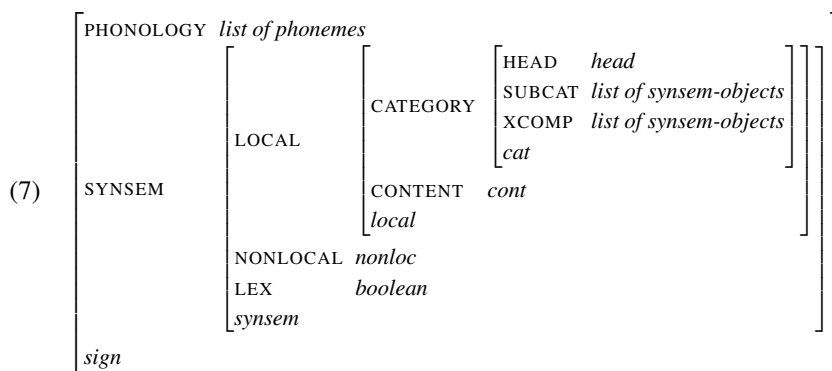 PHONOLOGY list of phonemes
HEAD head
SUBCAT list of synsem-objects
CATEGORY
XCOMP list of synsem-objects
LOCAL
cat
(7) SYNSEM
CONTENT cont
local
NONLOCAL nonloc
LEX boolean
synsem
sign